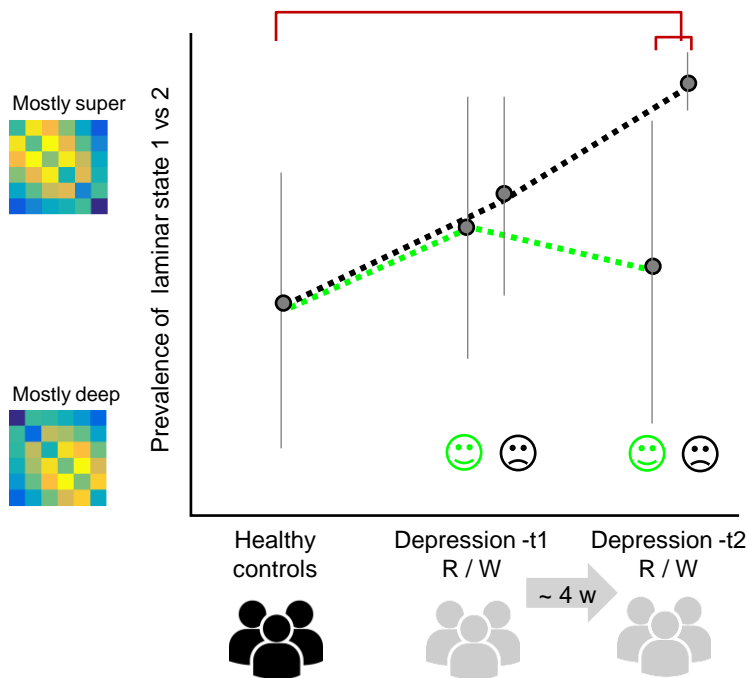 Mostly super
Prevalence of laminar state 1 vs 2
Mostly deep
Healthy
controls
Depression -t1
R / W
~ 4 w
Depression -t2
R / W